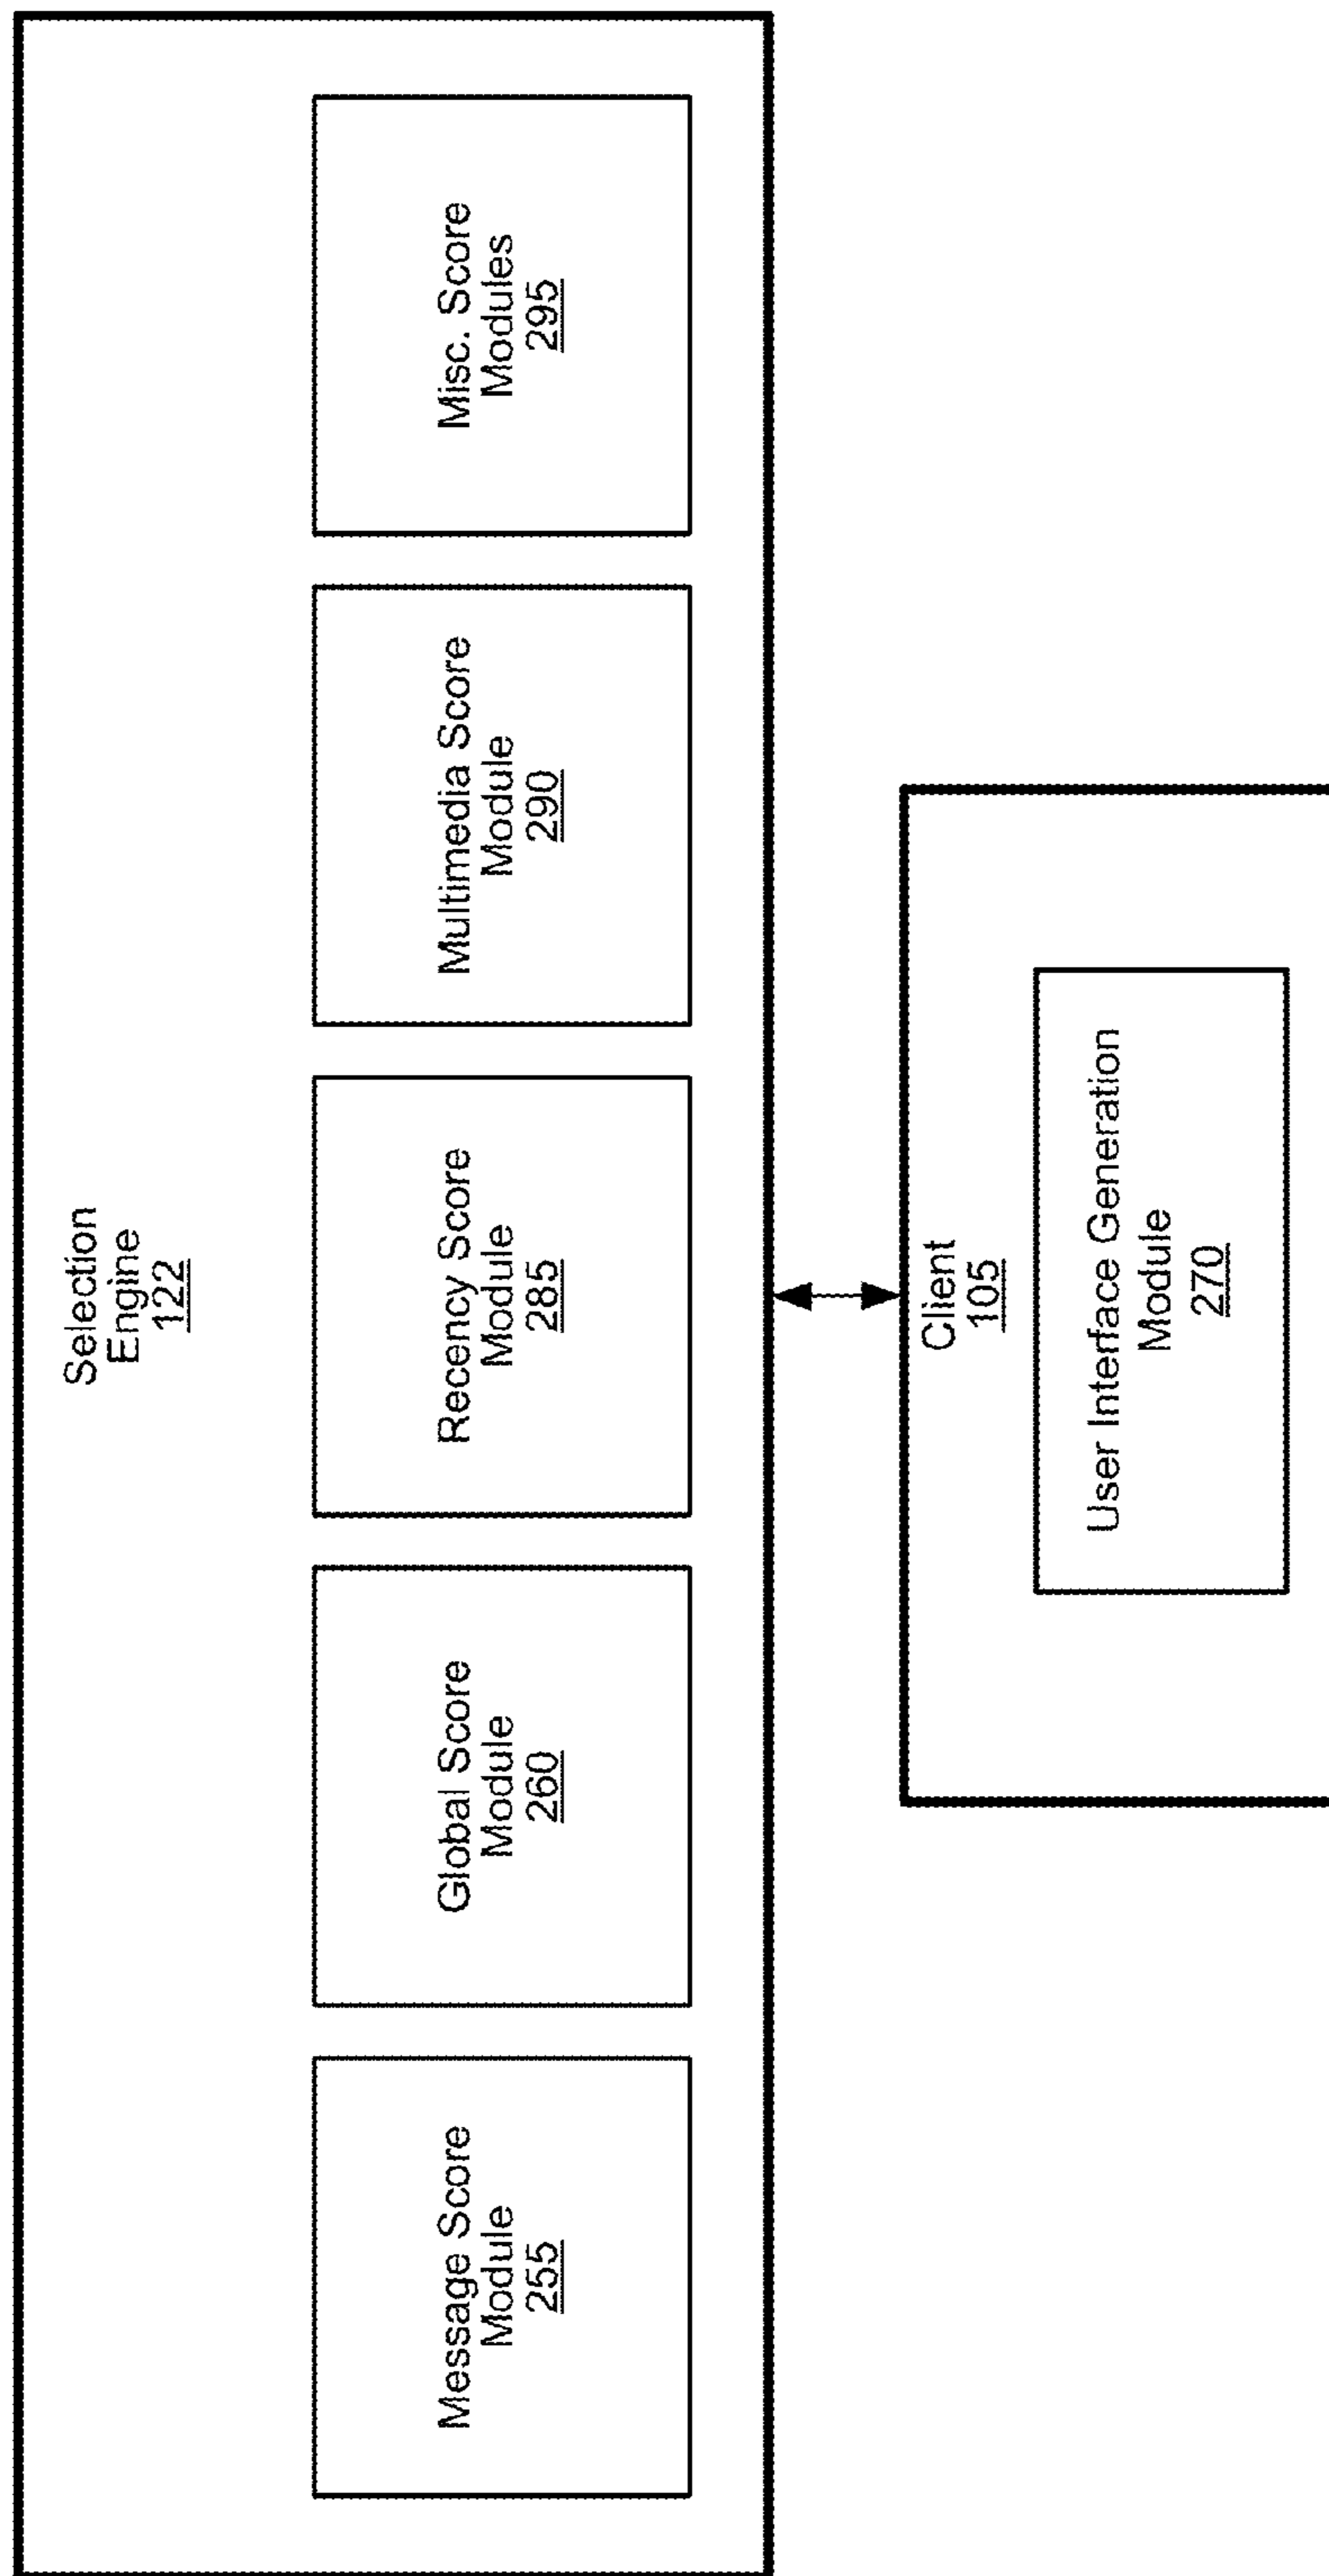 Selection
Engine
122
Message Score
Module
255
Global Score
Module
260
Recency Score
Module
285
Multimedia Score
Module
290
Misc. Score
Modules
295
Client
105
User Interface Generation
Module
270